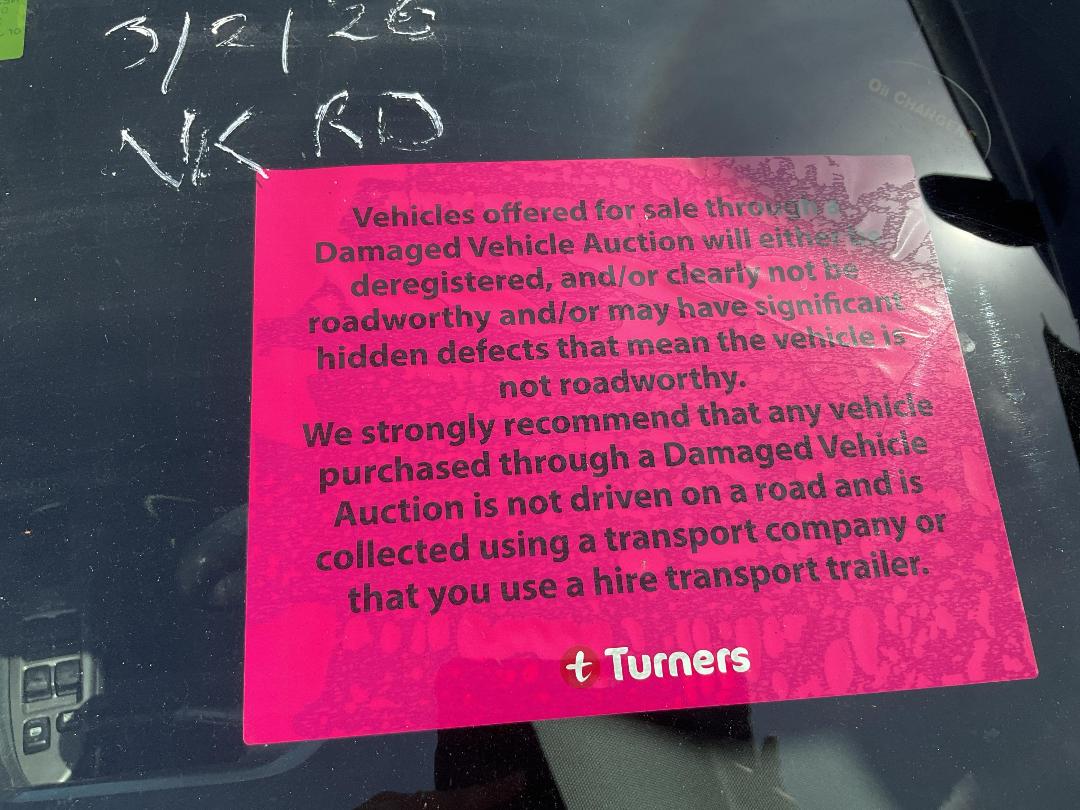 3/2/26
NK RD
Oil CHANGER
Vehicles offered for sale through a
Damaged Vehicle Auction will either be
deregistered, and/or clearly not be
roadworthy and/or may have significant
hidden defects that mean the vehicle is
not roadworthy.
We strongly recommend that any vehicle
purchased through a Damaged Vehicle
Auction is not driven on a road and is
collected using a transport company or
that you use a hire transport trailer.
t Turners